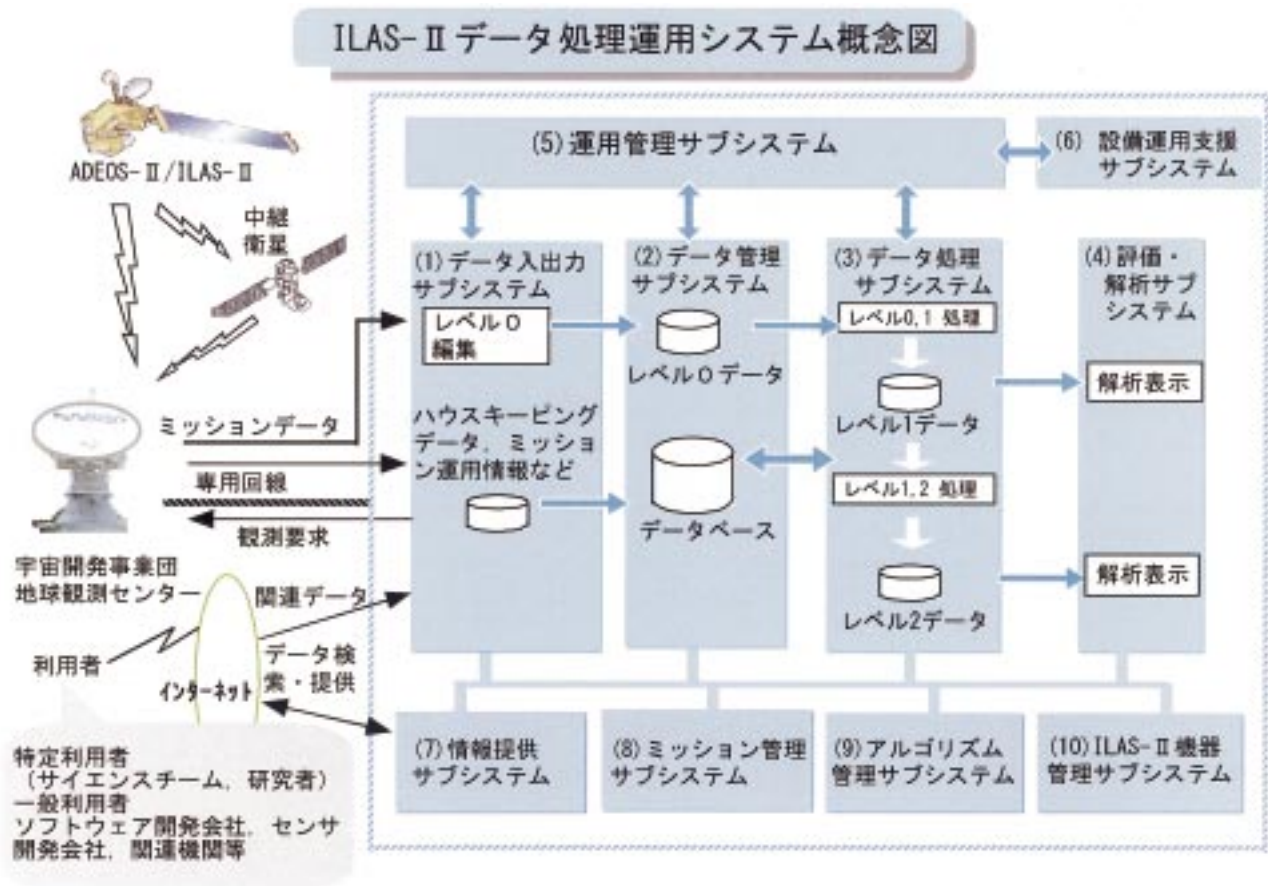 ILAS-Ⅱデータ処理運用システム概念図
ADEOS-Ⅱ/ILAS-Ⅱ
中継
衛星
(5)運用管理サブシステム
(6) 設備運用支援
サブシステム
(1)データ入出力
サブシステム
レベル０
編集
(2)データ管理
サブシステム
レベル０データ
(3)データ処理
サブシステム
レベル0,1 処理
レベル1データ
レベル1,2 処理
レベル2データ
(4)評価・
解析サブ
システム
解析表示
解析表示
ミッションデータ
ハウスキーピング
データ，ミッショ
ン運用情報など
データベース
専用回線
観測要求
宇宙開発事業団
地球観測センター
関連データ
利用者
インターネット
データ検
索・提供
特定利用者
（サイエンスチーム，研究者）
一般利用者
ソフトウェア開発会社，センサ
開発会社，関連機関等
(7)情報提供
サブシステム
(8)ミッション管理
サブシステム
(9)アルゴリズム
管理サブシステム
(10)ILAS-Ⅱ機器
管理サブシステム